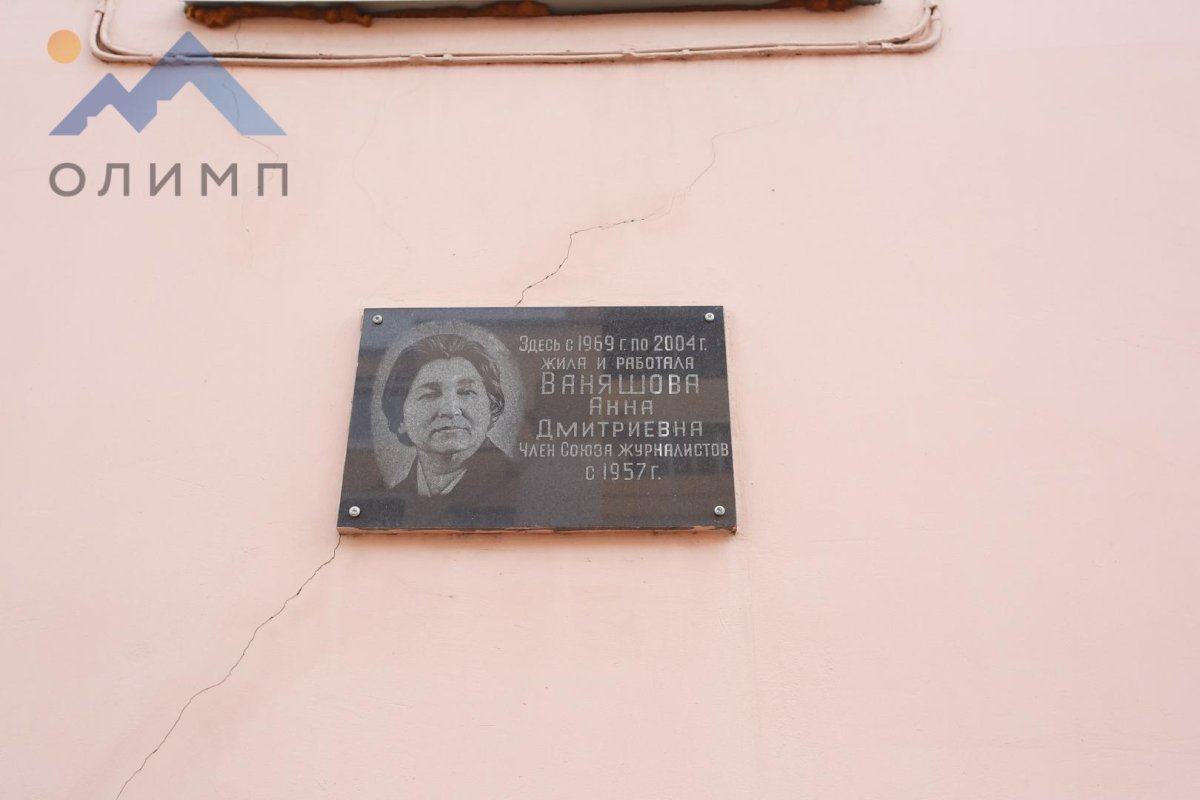 ОЛИМП
Здесь с 1969 г. по 2004 г.
жила и работала
ВАНЯШОВА
АННА
ДМИТРИЕВНА
Член Союза журналистов
с 1957 г.